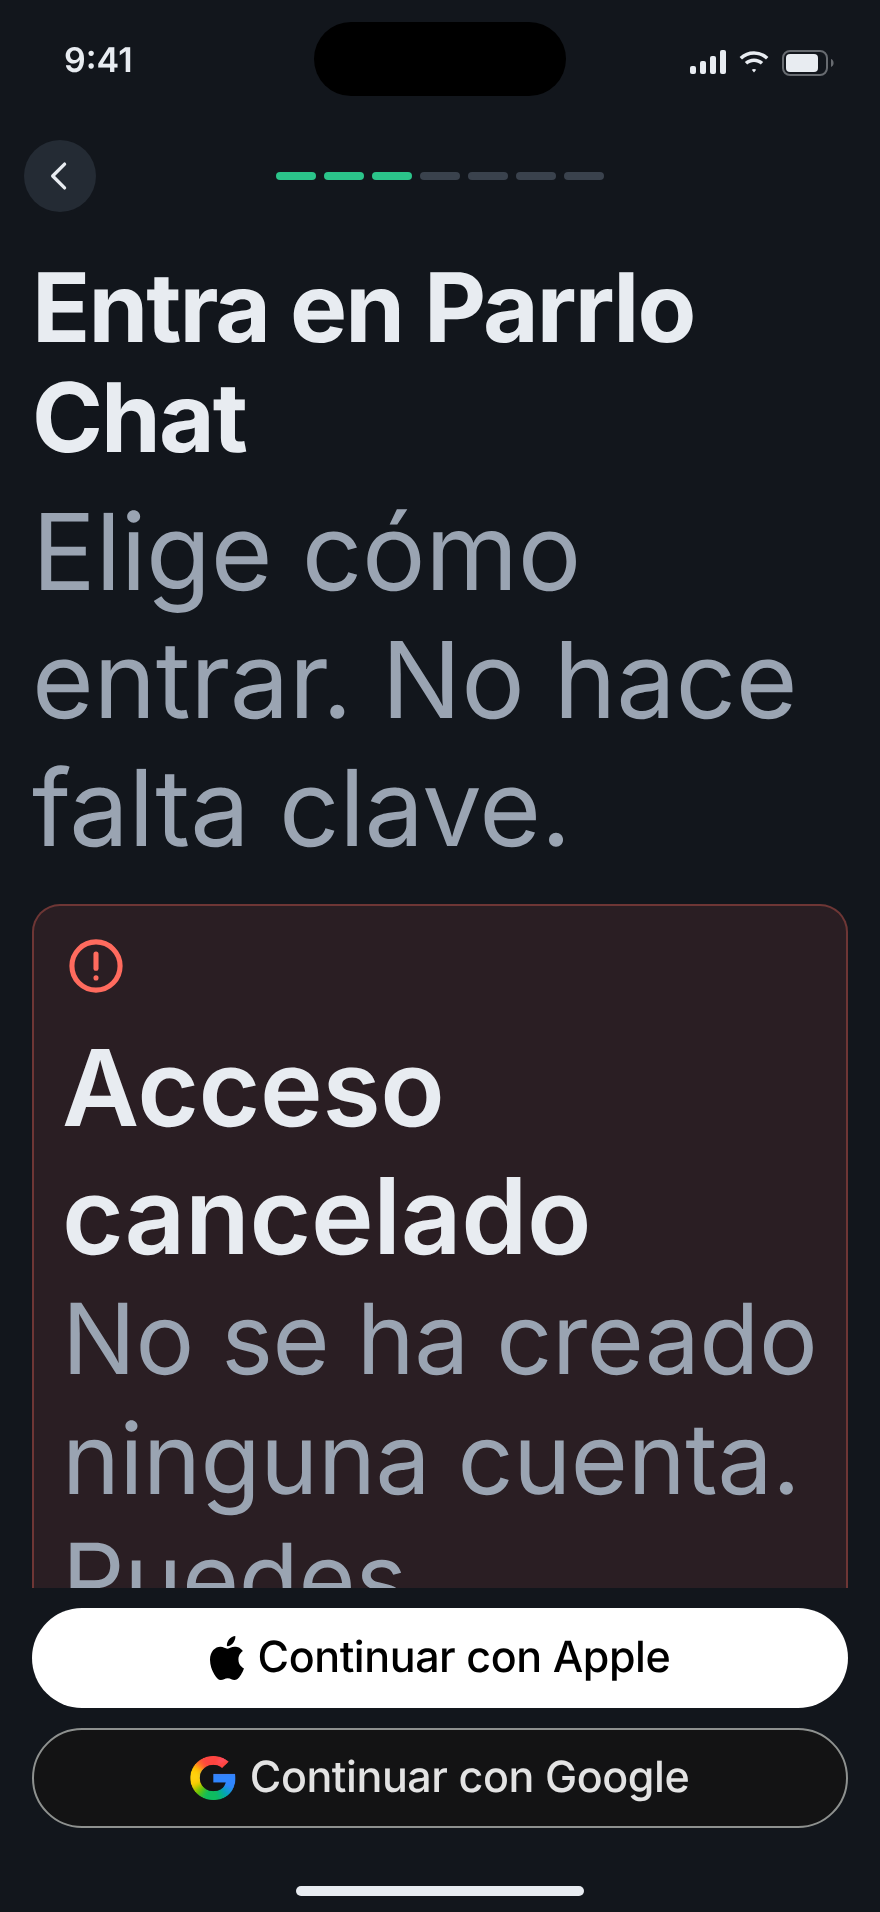 9:41
Entra en Parrlo
Chat
Elige cómo
entrar. No hace
falta clave.
Acceso
cancelado
No se ha creado
ninguna cuenta.
Puedes
Continuar con Apple
Continuar con Google